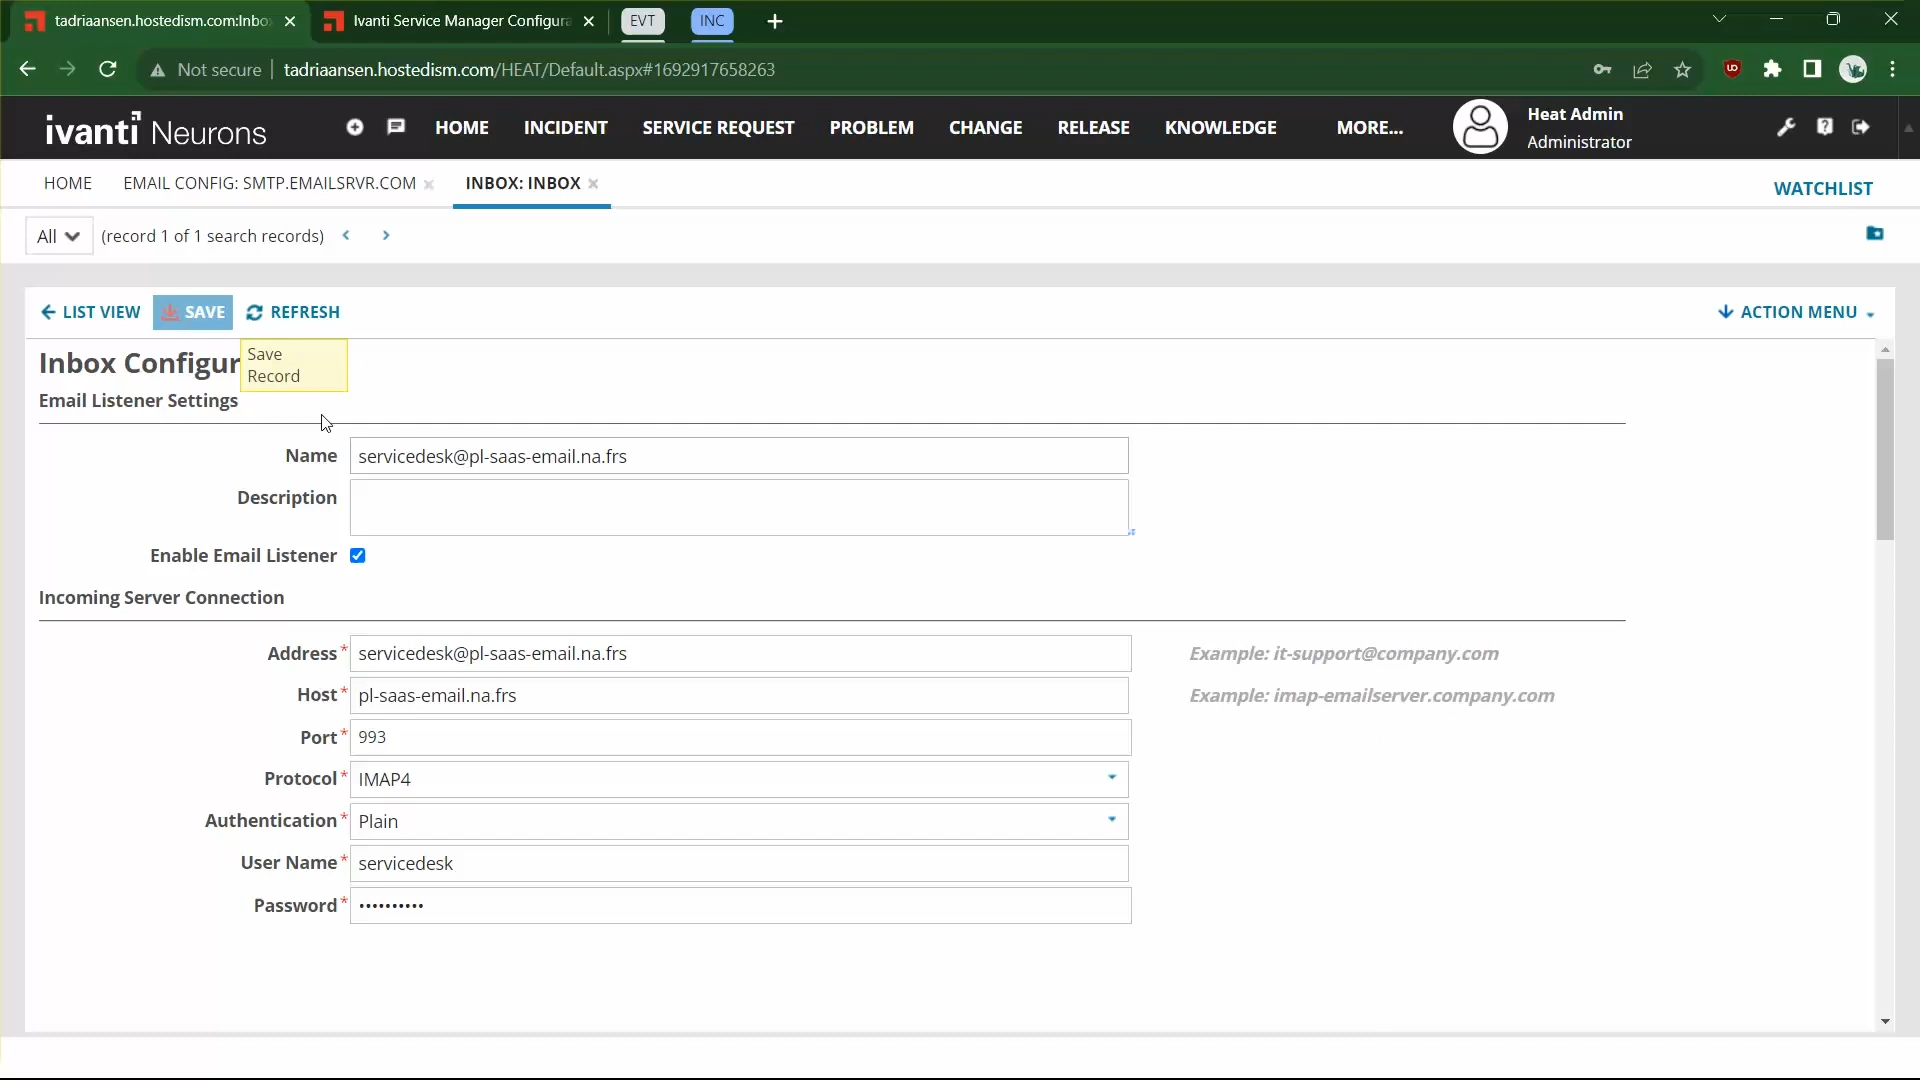 tadriaansen.hostedism.com:Inbo
Ivanti Service Manager Configura
EVT
INC
Not secure
tadriaansen.hostedism.com/HEAT/Default.aspx#1692917658263
ivanti Neurons
HOME
INCIDENT
SERVICE REQUEST
PROBLEM
CHANGE
RELEASE
KNOWLEDGE
MORE...
Heat Admin
Administrator
HOME
EMAIL CONFIG: SMTP.EMAILSRVR.COM
INBOX: INBOX
WATCHLIST
All
(record 1 of 1 search records)
LIST VIEW
SAVE
REFRESH
ACTION MENU
Inbox Configur
Save
Record
Email Listener Settings
Name
servicedesk@pl-saas-email.na.frs
Description
Enable Email Listener
Incoming Server Connection
Address*
servicedesk@pl-saas-email.na.frs
Example: it-support@company.com
Host*
pl-saas-email.na.frs
Example: imap-emailserver.company.com
Port*
993
Protocol*
IMAP4
Authentication*
Plain
User Name*
servicedesk
Password*
••••••••••